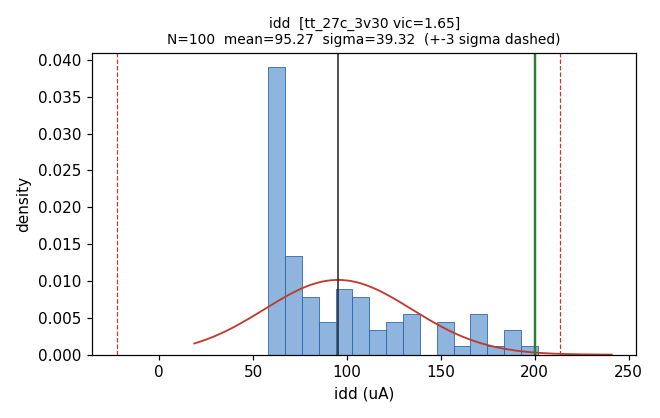 idd  [tt_27c_3v30 vic=1.65]
N=100  mean=95.27  sigma=39.32  (+-3 sigma dashed)
0.040
0.035
0.030
0.025
0.020
0.015
0.010
0.005
0.000
density
0 50 100 150 200 250
idd (uA)